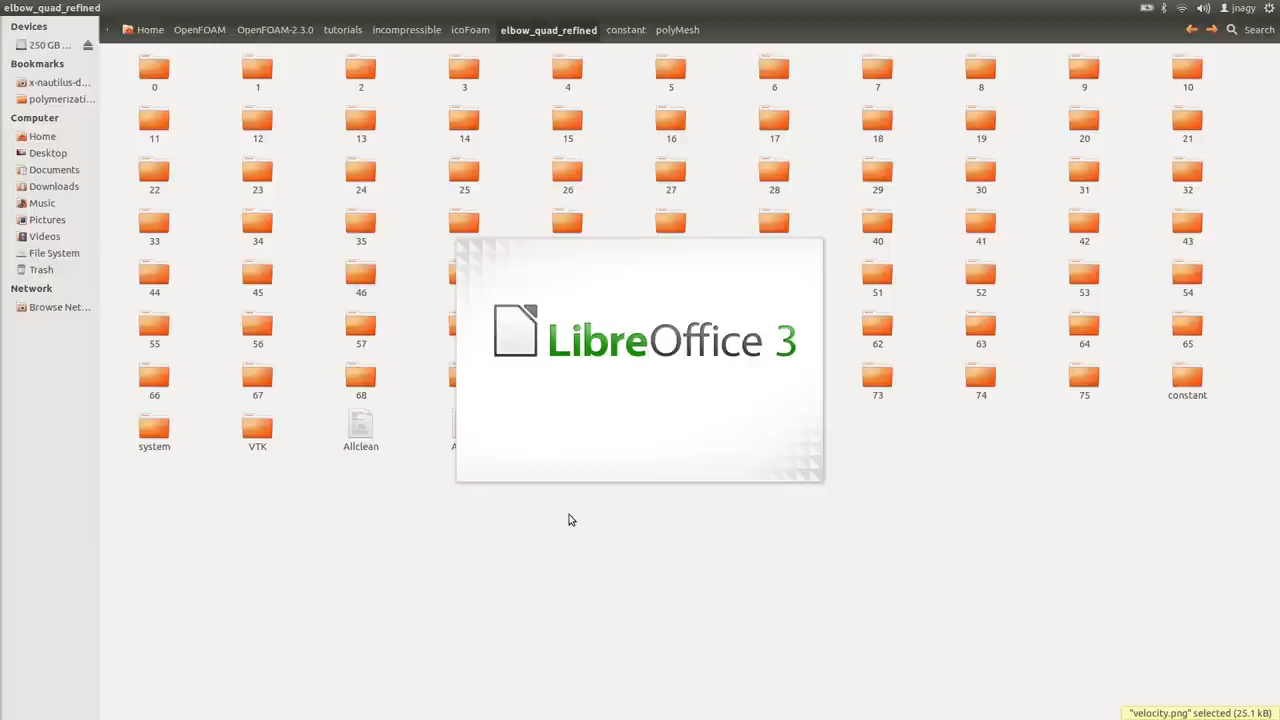 elbow_quad_refined
jnagy
Devices
Home OpenFOAM OpenFOAM-2.3.0 tutorials incompressible icoFoam elbow_quad_refined constant polyMesh
Search
250 GB ...
Bookmarks
x-nautilus-d...
polymerizati...
Computer
Home
Desktop
Documents
Downloads
Music
Pictures
Videos
File System
Trash
Network
Browse Net...
0 1 2 3 4 5 6 7 8 9 10
11 12 13 14 15 16 17 18 19 20 21
22 23 24 25 26 27 28 29 30 31 32
33 34 35 40 41 42 43
44 45 46 51 52 53 54
55 56 57 62 63 64 65
66 67 68 73 74 75 constant
system VTK Allclean
LibreOffice 3
"velocity.png" selected (25.1 kB)